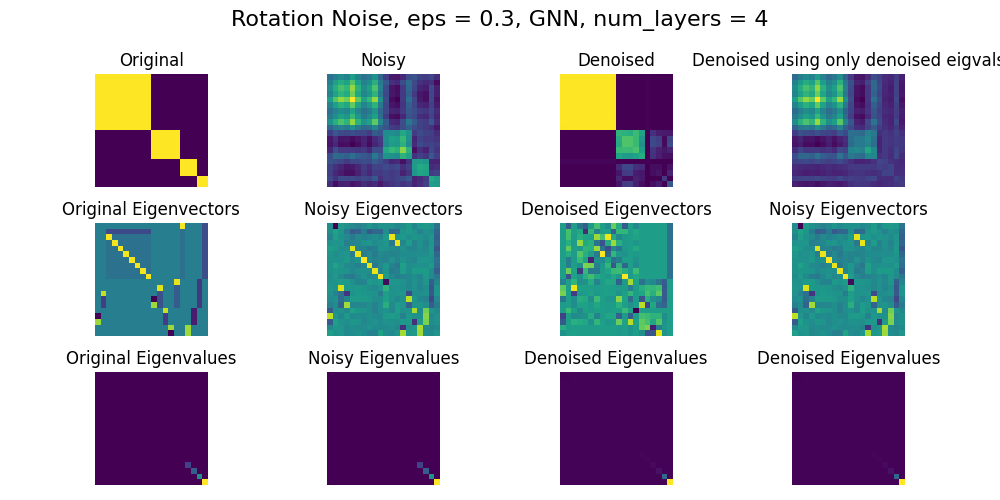 Rotation Noise, eps = 0.3, GNN, num_layers = 4
Original
Noisy
Denoised
Denoised using only denoised eigvals
Original Eigenvectors
Noisy Eigenvectors
Denoised Eigenvectors
Noisy Eigenvectors
Original Eigenvalues
Noisy Eigenvalues
Denoised Eigenvalues
Denoised Eigenvalues